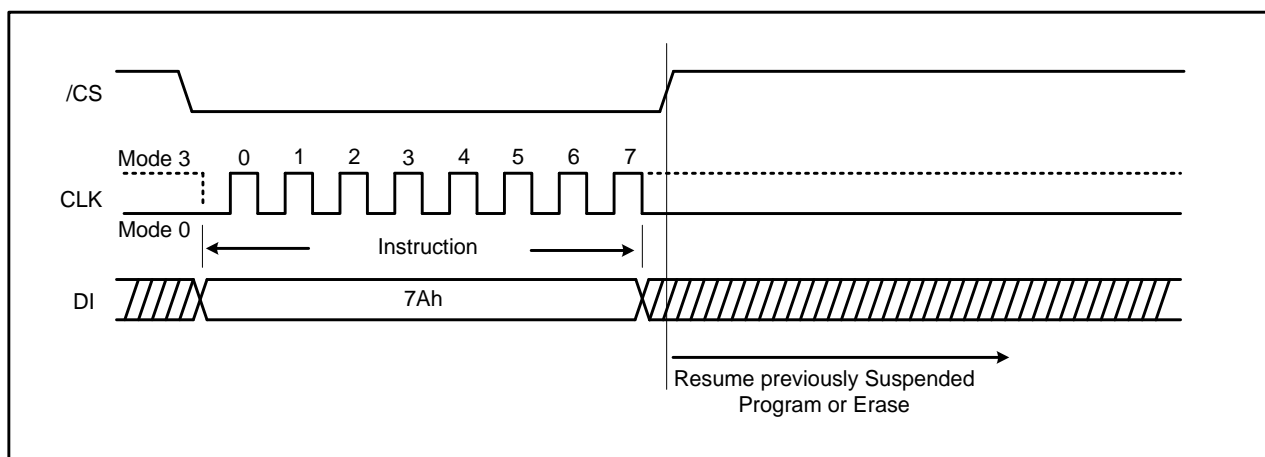 /CS
Mode 3
0 1 2 3 4 5 6 7
CLK
Mode 0
Instruction
DI
7Ah
Resume previously Suspended
Program or Erase